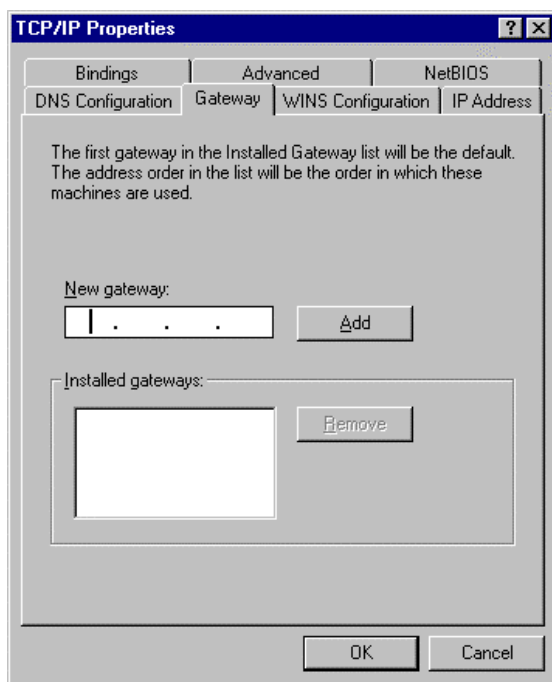 TCP/IP Properties
Bindings
Advanced
NetBIOS
DNS Configuration
Gateway
WINS Configuration
IP Address
The first gateway in the Installed Gateway list will be the default.
The address order in the list will be the order in which these
machines are used.
New gateway:
. . .
Add
Installed gateways:
Remove
OK
Cancel